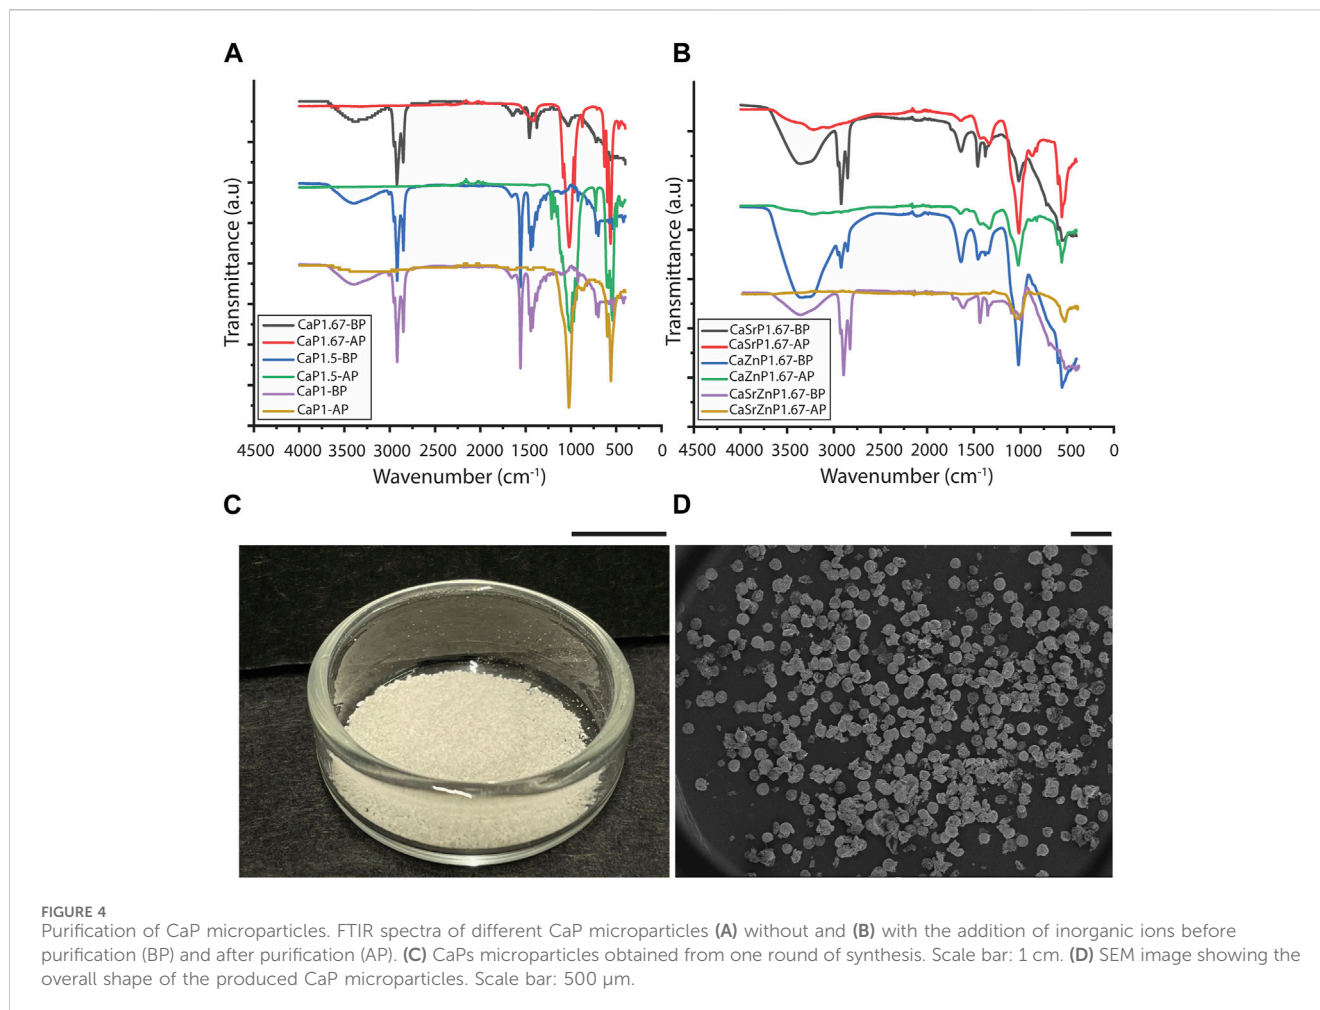 A
B
Transmittance (a.u)
CaP1.67-BP
CaP1.67-AP
CaP1.5-BP
CaP1.5-AP
CaP1-BP
CaP1-AP
4500 4000 3500 3000 2500 2000 1500 1000 500 0
Wavenumber (cm⁻¹)
Transmittance (a.u)
CaSrP1.67-BP
CaSrP1.67-AP
CaZnP1.67-BP
CaZnP1.67-AP
CaSrZnP1.67-BP
CaSrZnP1.67-AP
4500 4000 3500 3000 2500 2000 1500 1000 500 0
Wavenumber (cm⁻¹)
C
D
FIGURE 4
Purification of CaP microparticles. FTIR spectra of different CaP microparticles (A) without and (B) with the addition of inorganic ions before
purification (BP) and after purification (AP). (C) CaPs microparticles obtained from one round of synthesis. Scale bar: 1 cm. (D) SEM image showing the
overall shape of the produced CaP microparticles. Scale bar: 500 μm.